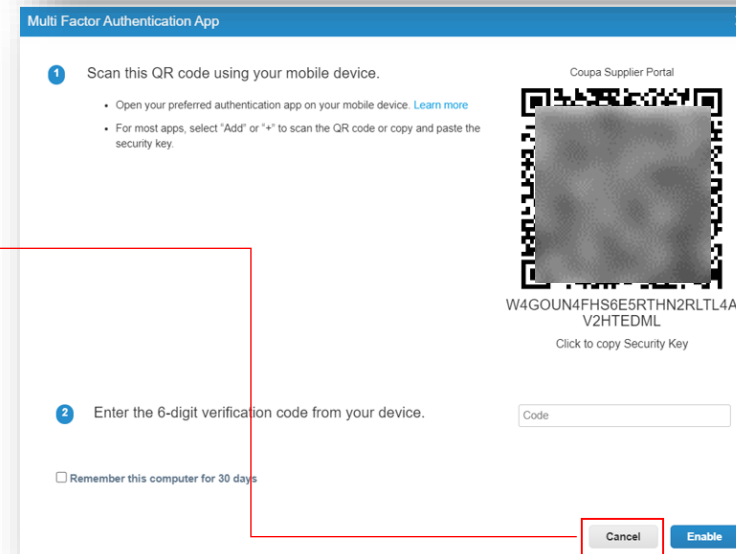 Multi Factor Authentication App
1
Scan this QR code using your mobile device.
• Open your preferred authentication app on your mobile device. Learn more
• For most apps, select "Add" or "+" to scan the QR code or copy and paste the
security key.
Coupa Supplier Portal
W4GOUN4FHS6E5RTHN2RLTL4A
V2HTEDML
Click to copy Security Key
2
Enter the 6-digit verification code from your device.
Code
Remember this computer for 30 days
Cancel
Enable